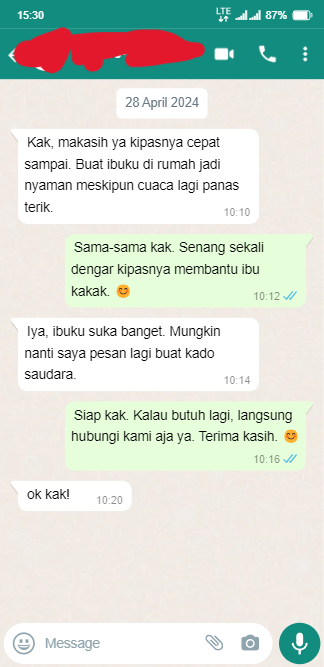 15:30
LTE
87%
28 April 2024
Kak, makasih ya kipasnya cepat
sampai. Buat ibuku di rumah jadi
nyaman meskipun cuaca lagi panas
terik.
10:10
Sama-sama kak. Senang sekali
dengar kipasnya membantu ibu
kakak. 😊
10:12
Iya, ibuku suka banget. Mungkin
nanti saya pesan lagi buat kado
saudara.
10:14
Siap kak. Kalau butuh lagi, langsung
hubungi kami aja ya. Terima kasih. 😊
10:16
ok kak!
10:20
Message